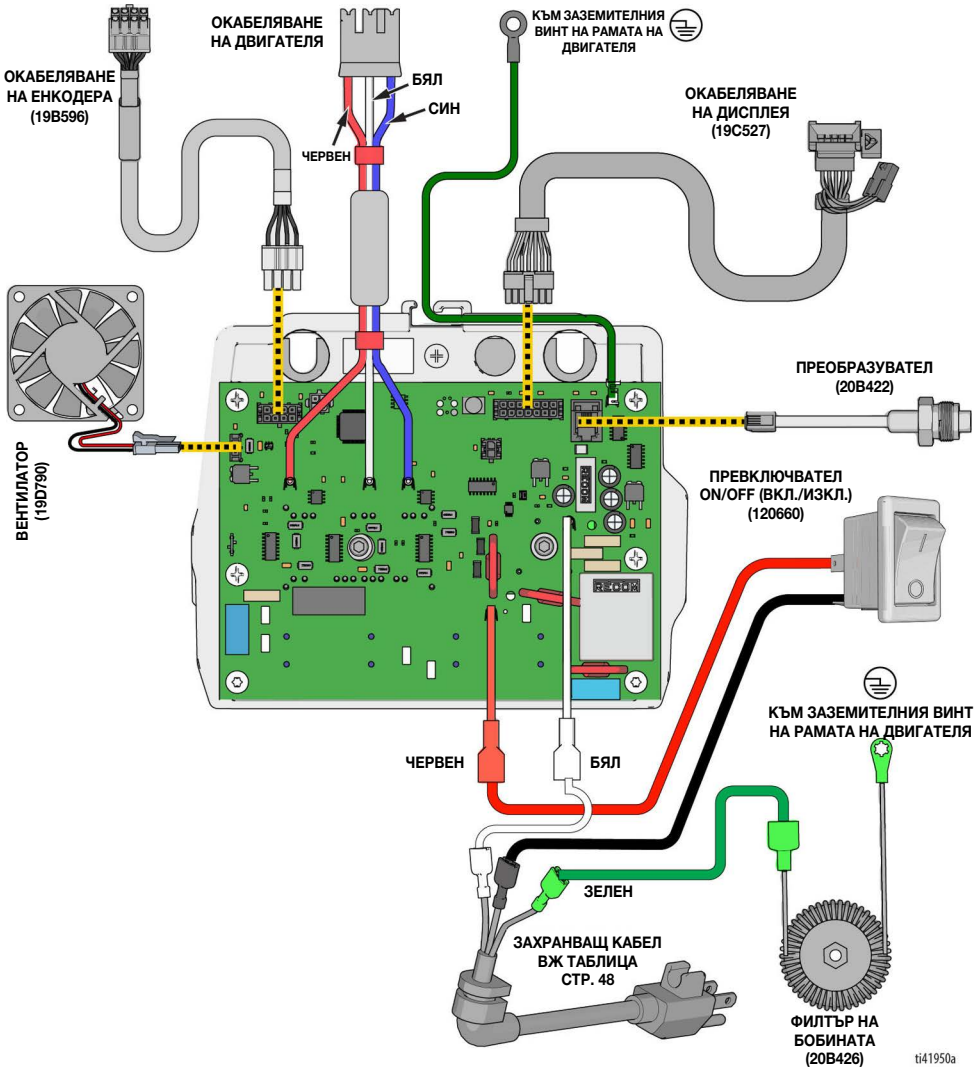 ОКАБЕЛЯВАНЕ
НА ЕНКОДЕРА
(19B596)
ОКАБЕЛЯВАНЕ
НА ДВИГАТЕЛЯ
БЯЛ
СИН
ЧЕРВЕН
КЪМ ЗАЗЕМИТЕЛНИЯ
ВИНТ НА РАМАТА НА
ДВИГАТЕЛЯ
ОКАБЕЛЯВАНЕ
НА ДИСПЛЕЯ
(19C527)
ВЕНТИЛАТОР
(19D790)
ПРЕОБРАЗУВАТЕЛ
(20B422)
ПРЕВКЛЮЧВАТЕЛ
ON/OFF (ВКЛ./ИЗКЛ.)
(120660)
КЪМ ЗАЗЕМИТЕЛНИЯ ВИНТ
НА РАМАТА НА ДВИГАТЕЛЯ
ЧЕРВЕН
БЯЛ
ЗЕЛЕН
ЗАХРАНВАЩ КАБЕЛ
ВЖ ТАБЛИЦА
СТР. 48
ФИЛТЪР НА
БОБИНАТА
(20B426)
ti41950a